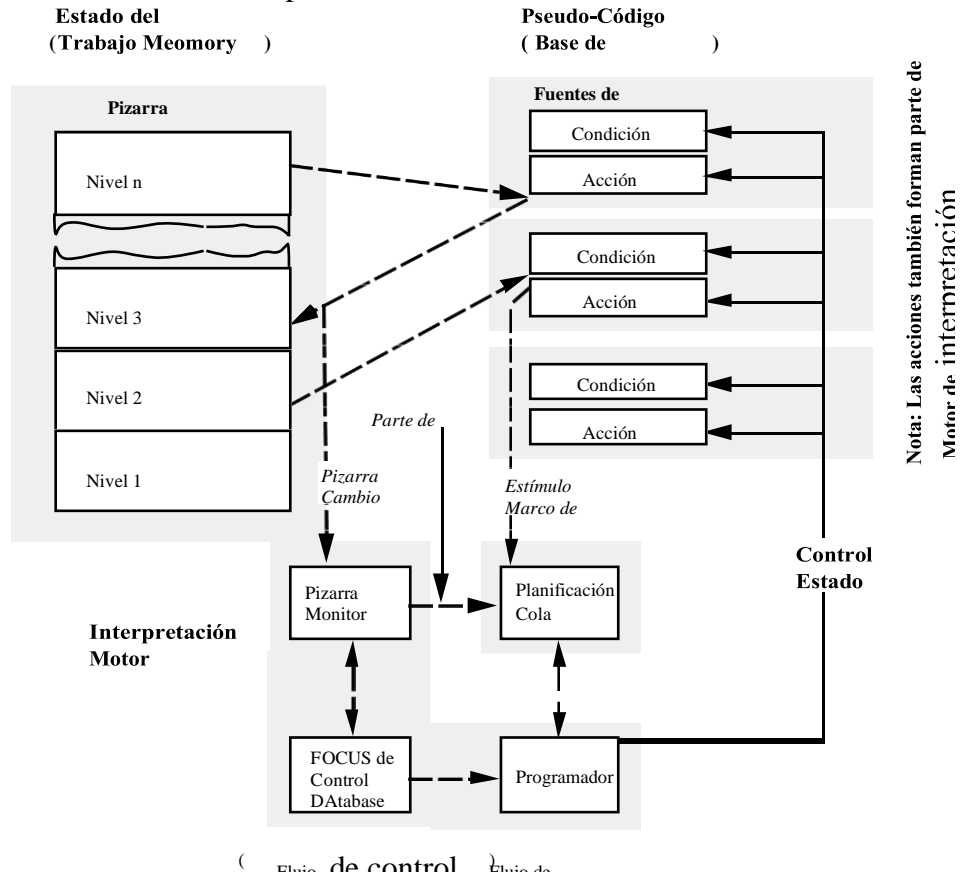 Estado del
(Trabajo Meomory )
Pseudo-Código
( Base de )
Pizarra
Nivel n
Nivel 3
Nivel 2
Nivel 1
Fuentes de
Condición
Acción
Condición
Acción
Condición
Acción
Nota: Las acciones también forman parte de
Motor de interpretación
Parte de
Pizarra
Cambio
Estímulo
Marco de
Control
Estado
Interpretación
Motor
Pizarra
Monitor
Planificación
Cola
FOCUS de
Control
DAtabase
Programador
( Flujo de control ) Flujo de